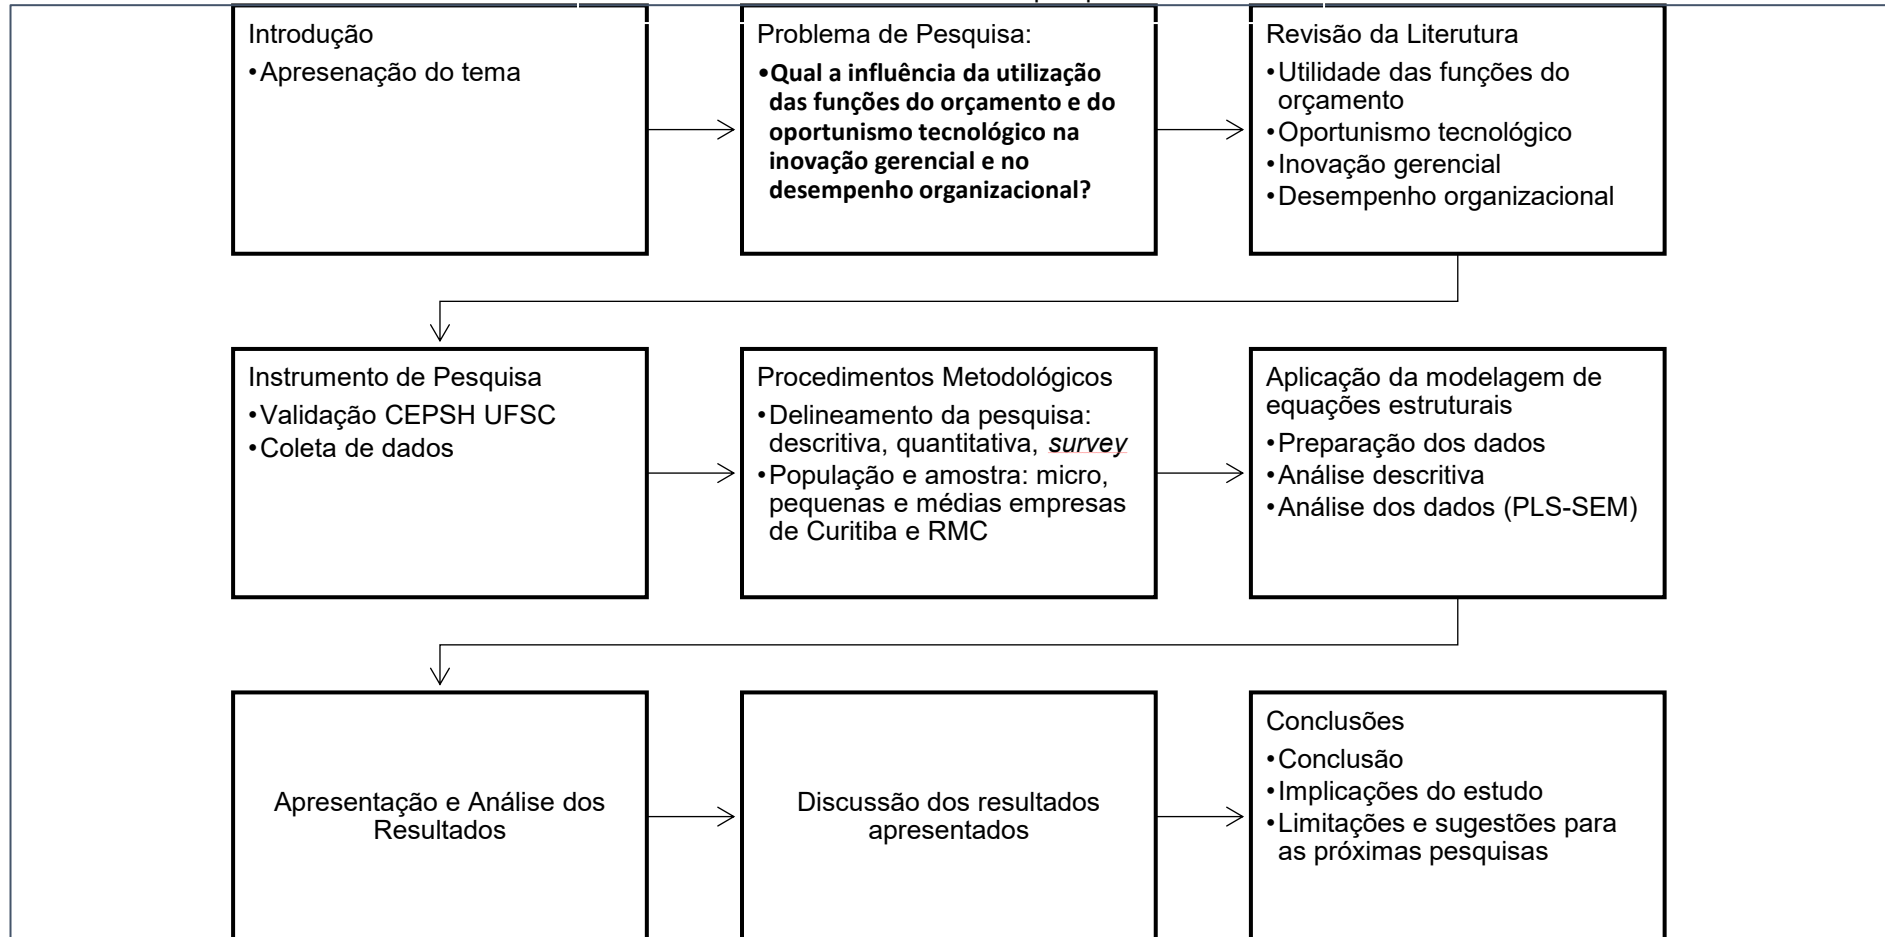 Introdução
•Apresenação do tema
Problema de Pesquisa:
•Qual a influência da utilização
das funções do orçamento e do
oportunismo tecnológico na
inovação gerencial e no
desempenho organizacional?
Revisão da Literutura
•Utilidade das funções do
orçamento
•Oportunismo tecnológico
•Inovação gerencial
•Desempenho organizacional
Instrumento de Pesquisa
•Validação CEPSH UFSC
•Coleta de dados
Procedimentos Metodológicos
•Delineamento da pesquisa:
descritiva, quantitativa, survey
•População e amostra: micro,
pequenas e médias empresas
de Curitiba e RMC
Aplicação da modelagem de
equações estruturais
•Preparação dos dados
•Análise descritiva
•Análise dos dados (PLS-SEM)
Apresentação e Análise dos
Resultados
Discussão dos resultados
apresentados
Conclusões
•Conclusão
•Implicações do estudo
•Limitações e sugestões para
as próximas pesquisas